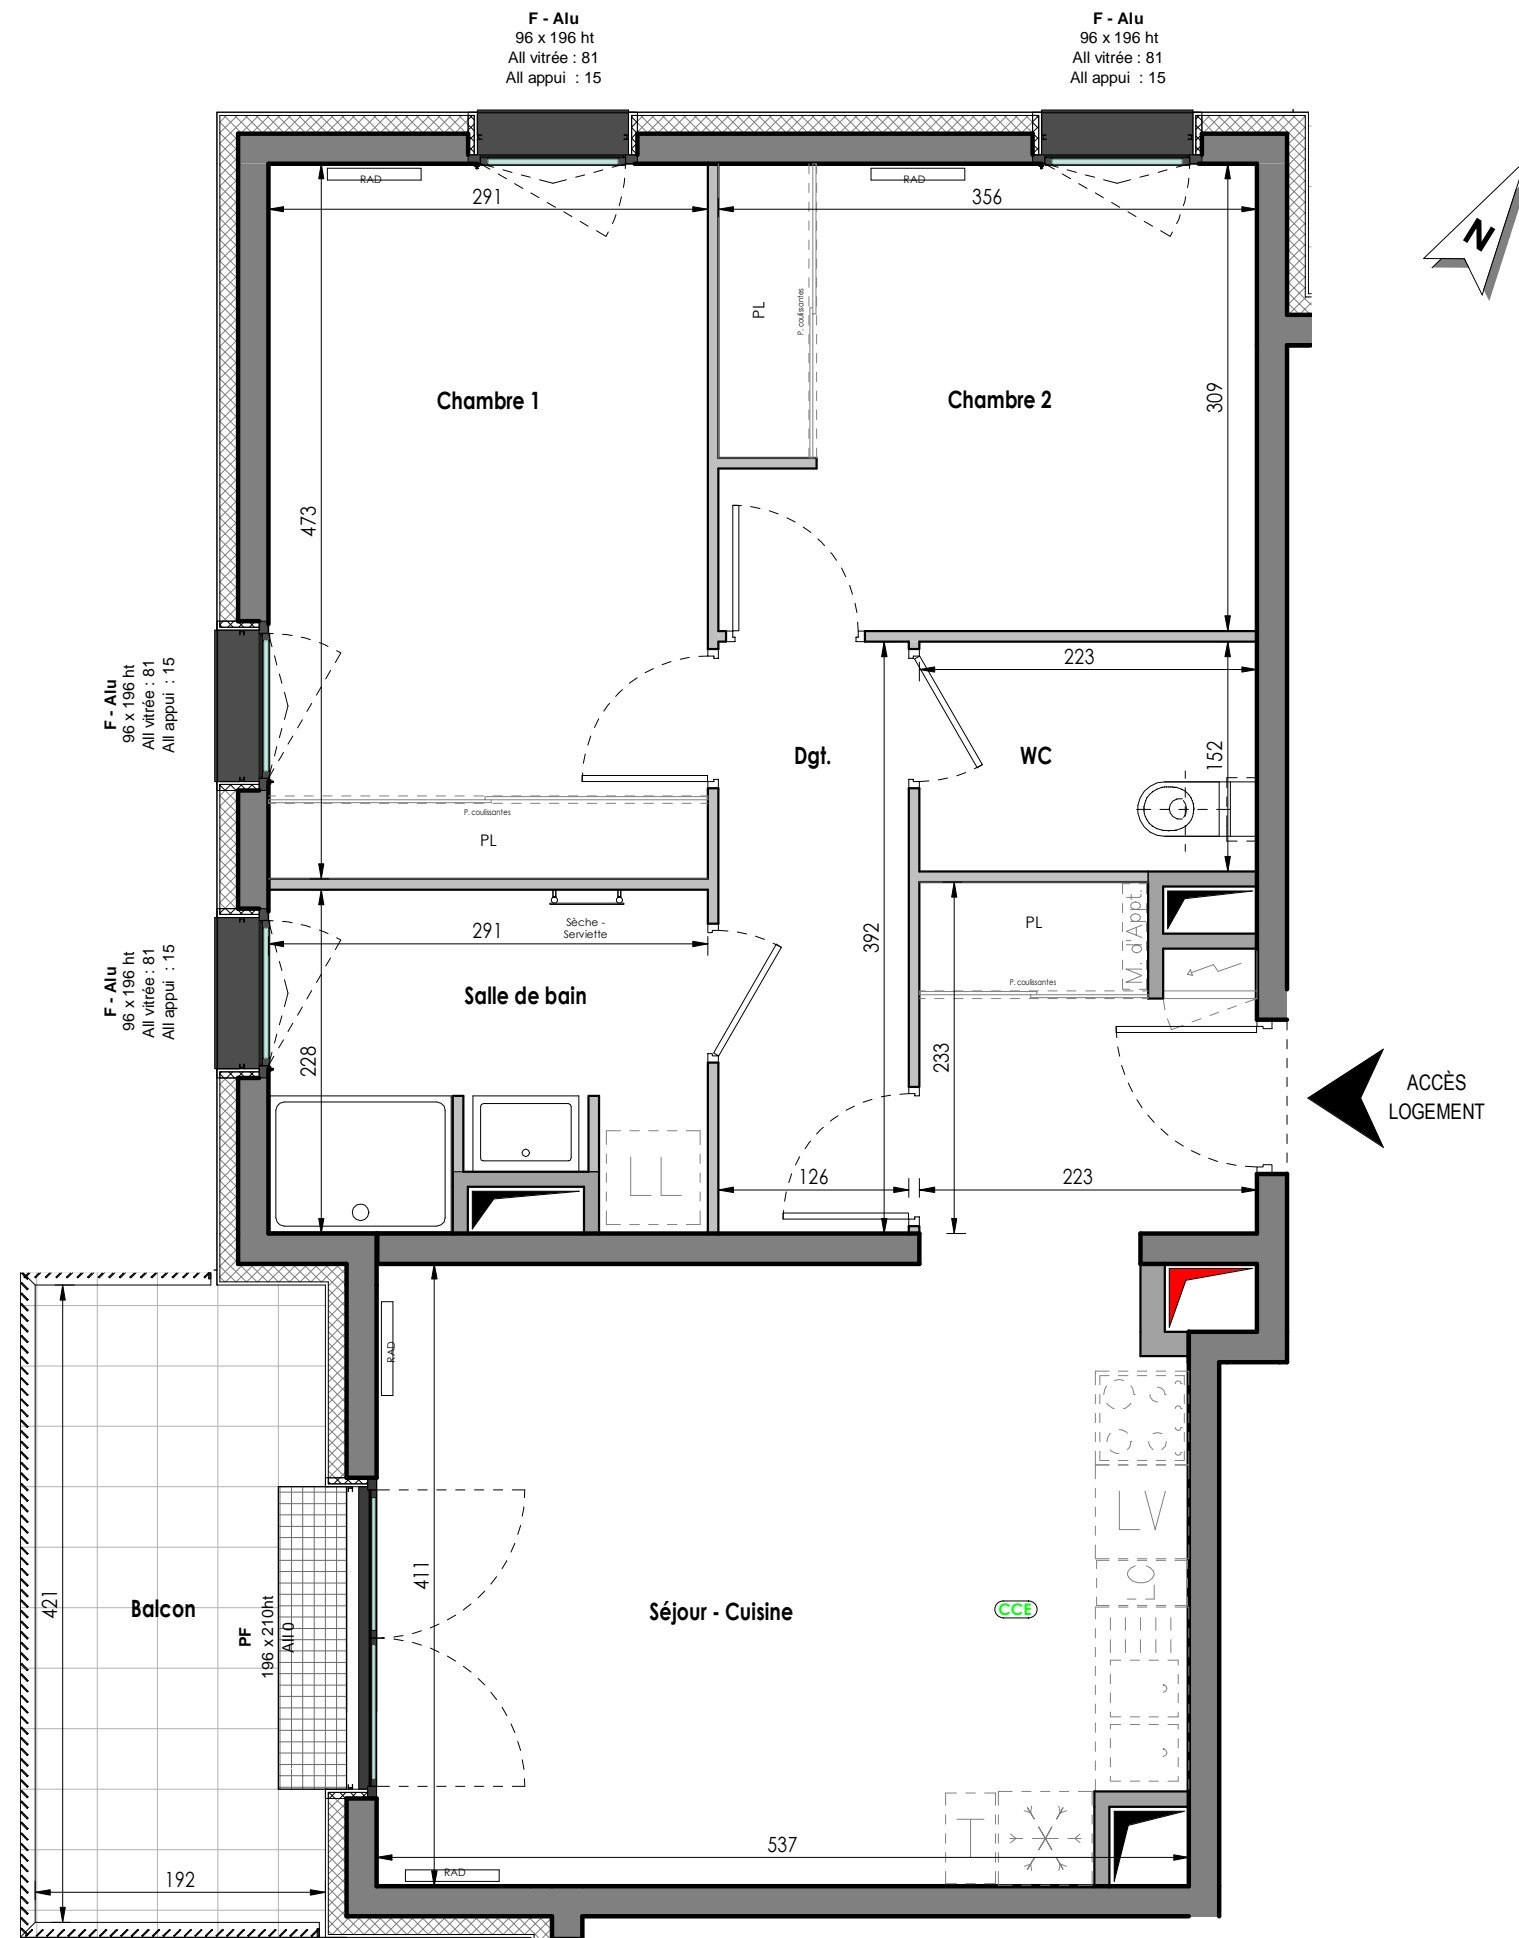 F - Alu
96 x 196 ht
All vitrée : 81
All appui : 15
F - Alu
96 x 196 ht
All vitrée : 81
All appui : 15
N
RAD
RAD
291
356
PL
P. coulissantes
Chambre 1
Chambre 2
309
473
F - Alu
96 x 196 ht
All vitrée : 81
All appui : 15
223
Dgt.
WC
152
P. coulissantes
PL
Sèche -
Serviette
291
392
PL
M. d'Appt.
P. coulissantes
F - Alu
96 x 196 ht
All vitrée : 81
All appui : 15
Salle de bain
228
233
ACCÈS
LOGEMENT
LL
126
223
RAD
LV
LC
421
Balcon
PF
196 x 210ht
All 0
411
Séjour - Cuisine
CCE
T
537
RAD
192